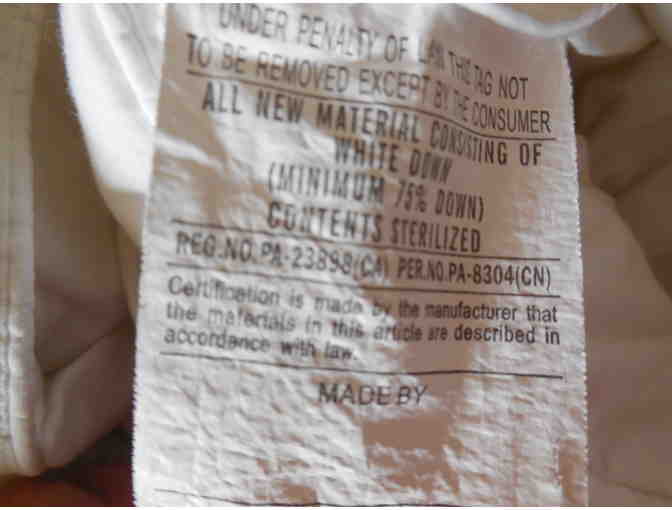 UNDER PENALTY OF LAW THIS TAG NOT
TO BE REMOVED EXCEPT BY THE CONSUMER
ALL NEW MATERIAL CONSISTING OF
WHITE DOWN
(MINIMUM 75% DOWN)
CONTENTS STERILIZED
REG.NO.PA-23898(CA) PER.NO.PA-8304(CN)
Certification is made by the manufacturer that
the materials in this article are described in
accordance with law.
MADE BY